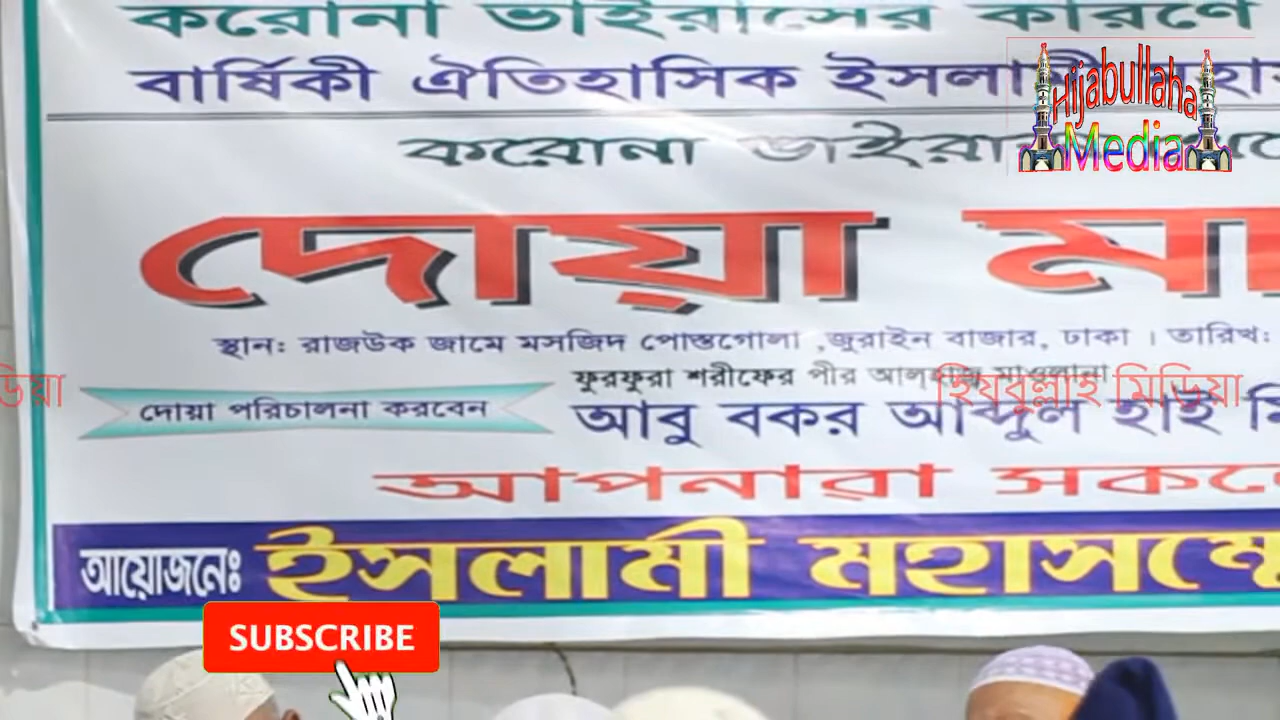 করোনা ভাইরাসের কারণে
বার্ষিকী ঐতিহাসিক ইসলামী
Hijabullaha
Media
করোনা
দোয়া
স্থান: রাজউক জামে মসজিদ পোস্তগোলা ,জুরাইন বাজার, ঢাকা । তারিখ:
ফুরফুরা শরীফের পীর আলহাজ্ব মাওলানা
হিযবুল্লাহ মিডিয়া
দোয়া পরিচালনা করবেন
আবু বকর আব্দুল হাই
আপনারা
আয়োজনেঃ ইসলামী
SUBSCRIBE